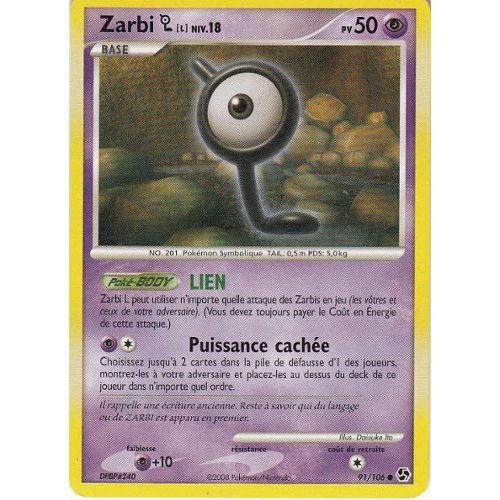 Zarbi [L] NIV.18 PV 50
BASE
NO. 201 Pokémon Symbolique TAIL: 0,5 m PDS: 5,0kg
Poké-BODY LIEN
Zarbi L peut utiliser n'importe quelle attaque des Zarbis en jeu (les vôtres et
ceux de votre adversaire). (Vous devez toujours payer le Coût en Énergie
de cette attaque.)
Puissance cachée
Choisissez jusqu'à 2 cartes dans la pile de défausse d'1 des joueurs,
montrez-les à votre adversaire et placez-les au dessus du deck de ce
joueur dans n'importe quel ordre.
Il rappelle une écriture ancienne. Reste à savoir qui du langage
ou de ZARBI est apparu en premier.
Illus. Daisuke Ito
faiblesse résistance coût de retraite
+10
DPBP#240 ©2008 Pokémon/Nintendo. 91/106